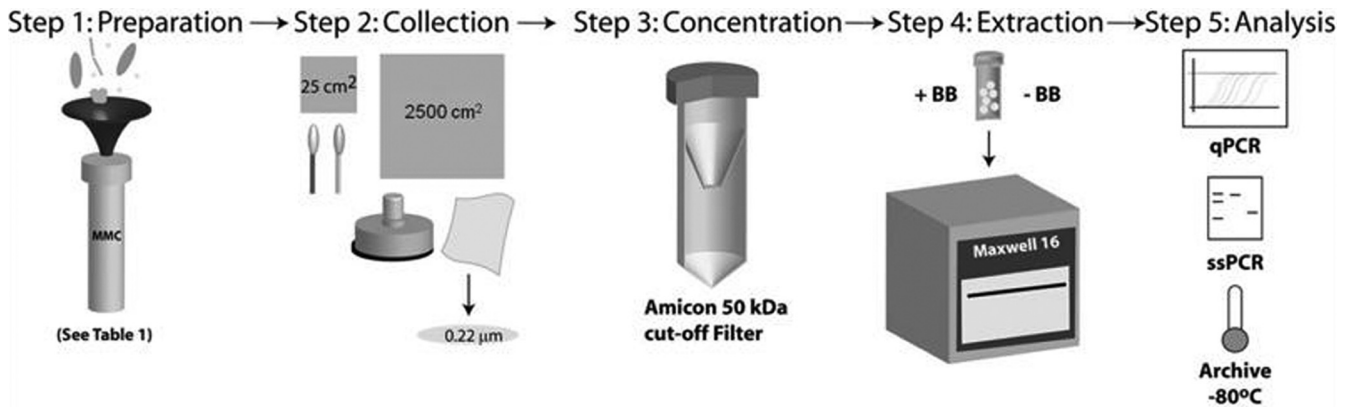 Step 1: Preparation
Step 2: Collection
Step 3: Concentration
Step 4: Extraction
Step 5: Analysis
MMC
(See Table 1)
25 cm²
2500 cm²
0.22 µm
Amicon 50 kDa
cut-off Filter
+ BB
- BB
Maxwell 16
qPCR
ssPCR
Archive
-80ºC